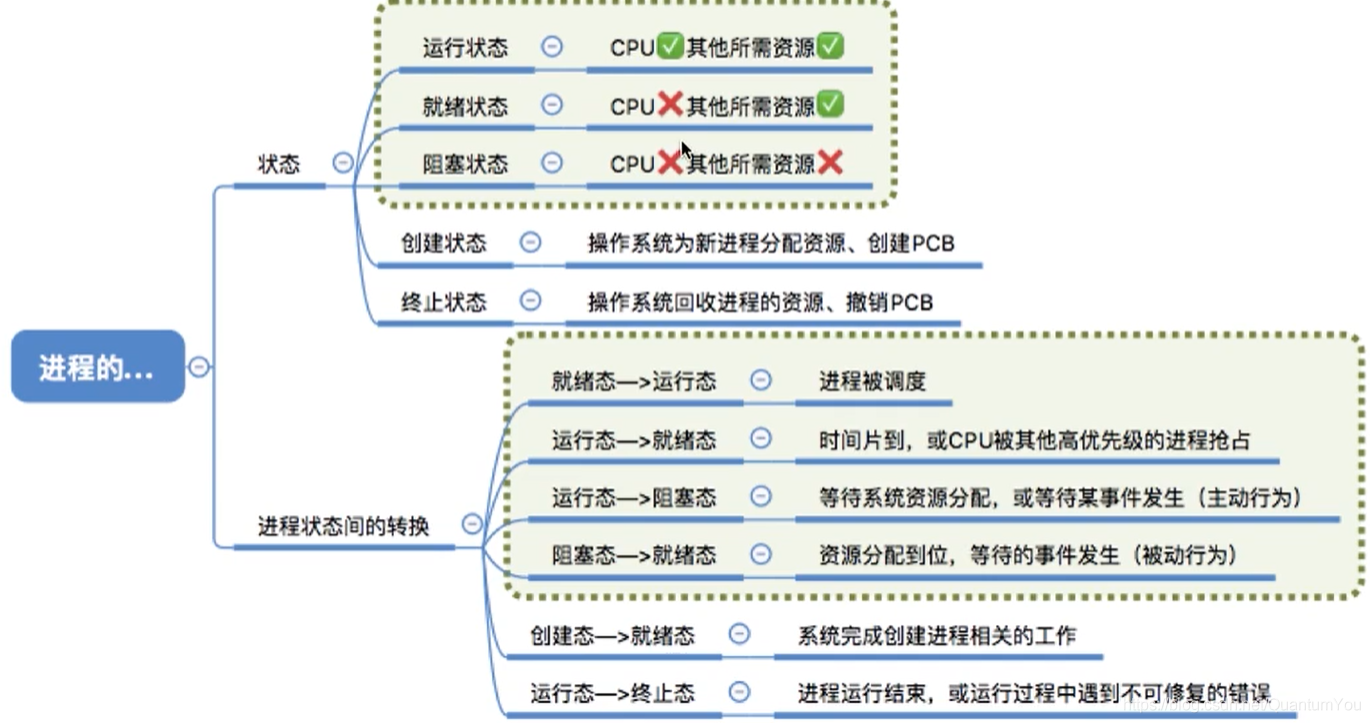 运行状态 CPU✅其他所需资源✅
就绪状态 CPU❌其他所需资源✅
阻塞状态 CPU❌其他所需资源❌
状态
创建状态 操作系统为新进程分配资源、创建PCB
终止状态 操作系统回收进程的资源、撤销PCB
进程的...
就绪态—>运行态 进程被调度
运行态—>就绪态 时间片到，或CPU被其他高优先级的进程抢占
运行态—>阻塞态 等待系统资源分配，或等待某事件发生（主动行为）
进程状态间的转换
阻塞态—>就绪态 资源分配到位，等待的事件发生（被动行为）
创建态—>就绪态 系统完成创建进程相关的工作
运行态—>终止态 进程运行结束，或运行过程中遇到不可修复的错误
https://blog.csdn.net/QuantumYou